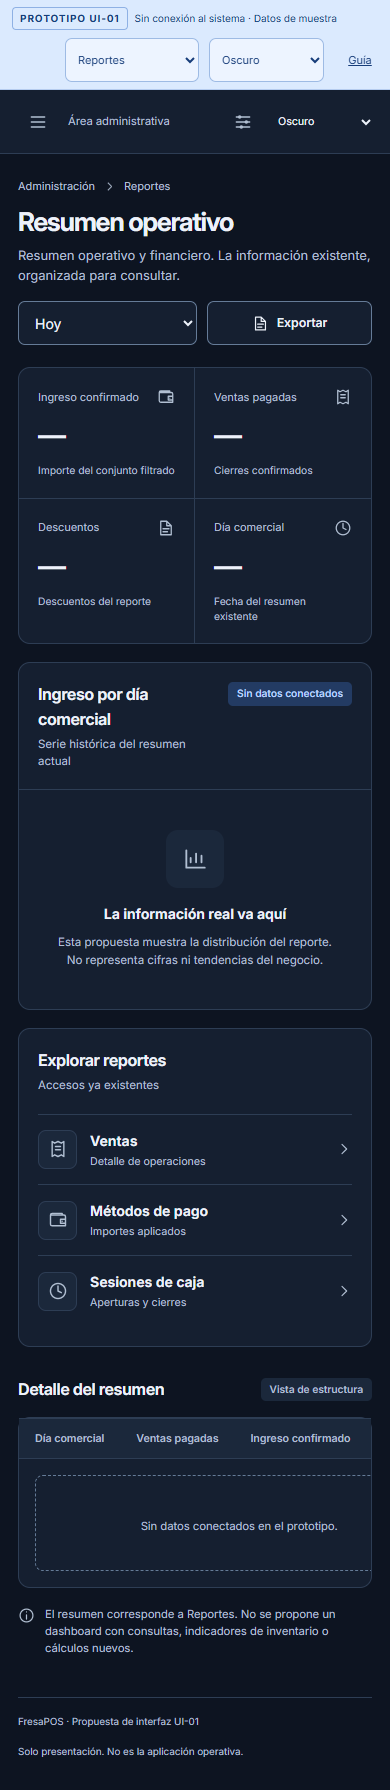 PROTOTIPO UI-01 Sin conexión al sistema · Datos de muestra
Reportes Oscuro Guía
Área administrativa Oscuro
Administración Reportes
Resumen operativo
Resumen operativo y financiero. La información existente,
organizada para consultar.
Hoy Exportar
Ingreso confirmado
—
Importe del conjunto filtrado
Ventas pagadas
—
Cierres confirmados
Descuentos
—
Descuentos del reporte
Día comercial
—
Fecha del resumen
existente
Ingreso por día
comercial
Sin datos conectados
Serie histórica del resumen
actual
La información real va aquí
Esta propuesta muestra la distribución del reporte.
No representa cifras ni tendencias del negocio.
Explorar reportes
Accesos ya existentes
Ventas
Detalle de operaciones
Métodos de pago
Importes aplicados
Sesiones de caja
Aperturas y cierres
Detalle del resumen Vista de estructura
Día comercial Ventas pagadas Ingreso confirmado
Sin datos conectados en el prototipo.
El resumen corresponde a Reportes. No se propone un
dashboard con consultas, indicadores de inventario o
cálculos nuevos.
FresaPOS · Propuesta de interfaz UI-01
Solo presentación. No es la aplicación operativa.